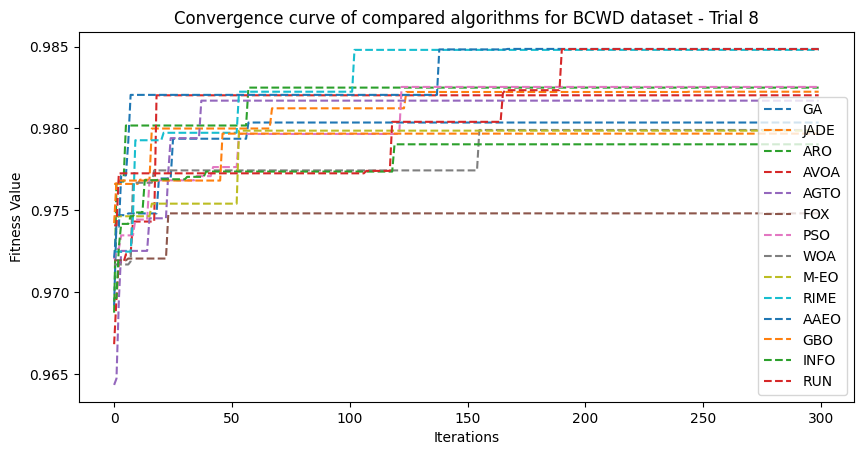 Convergence curve of compared algorithms for BCWD dataset - Trial 8
Fitness Value
0.985
0.980
0.975
0.970
0.965
0
50
100
150
200
250
300
Iterations
GA
JADE
ARO
AVOA
AGTO
FOX
PSO
WOA
M-EO
RIME
AAEO
GBO
INFO
RUN